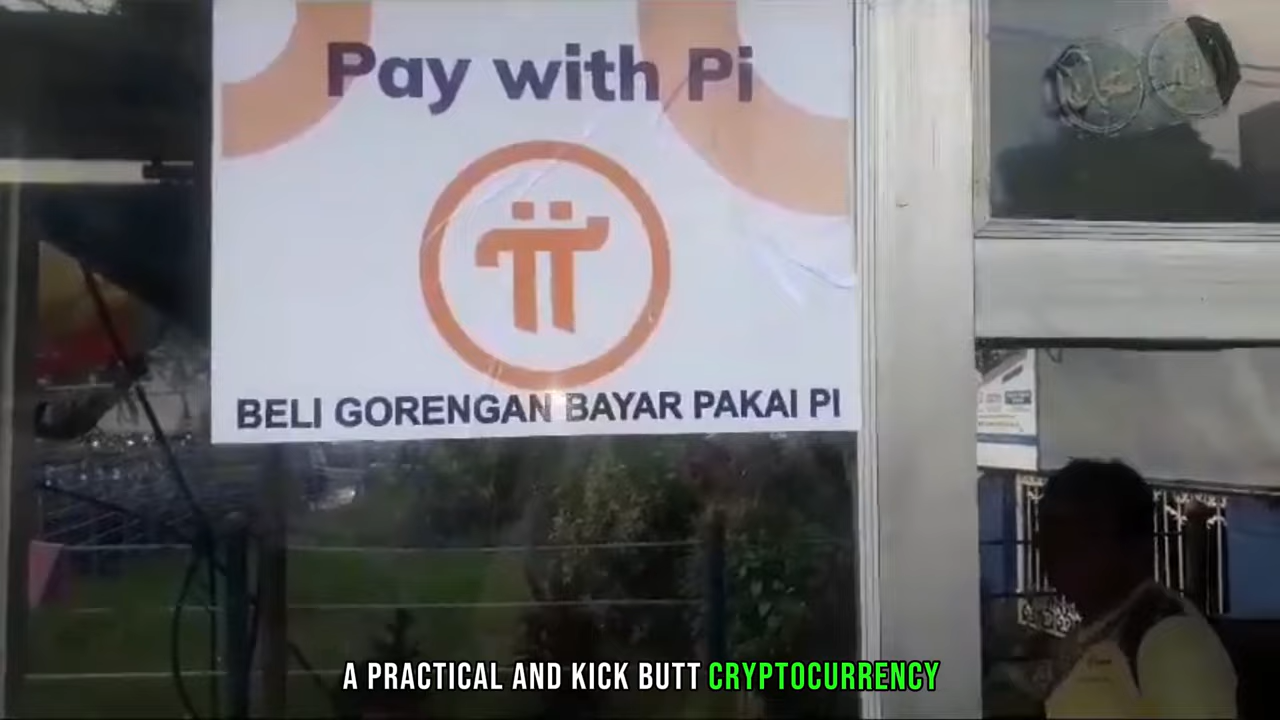 Pay with Pi
BELI GORENGAN BAYAR PAKAI PI
A PRACTICAL AND KICK BUTT CRYPTOCURRENCY